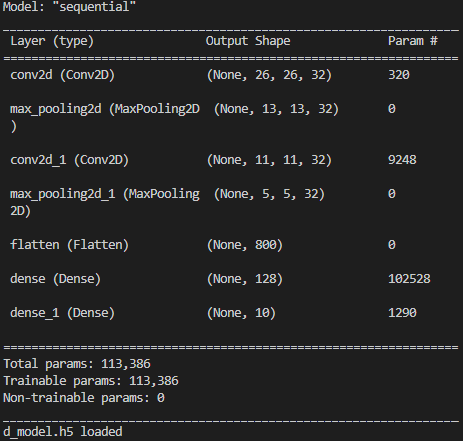 Model: "sequential"
_________________________________________________________________
Layer (type) Output Shape Param #
=================================================================
conv2d (Conv2D) (None, 26, 26, 32) 320
max_pooling2d (MaxPooling2D (None, 13, 13, 32) 0
)
conv2d_1 (Conv2D) (None, 11, 11, 32) 9248
max_pooling2d_1 (MaxPooling (None, 5, 5, 32) 0
2D)
flatten (Flatten) (None, 800) 0
dense (Dense) (None, 128) 102528
dense_1 (Dense) (None, 10) 1290
=================================================================
Total params: 113,386
Trainable params: 113,386
Non-trainable params: 0
_________________________________________________________________
d_model.h5 loaded